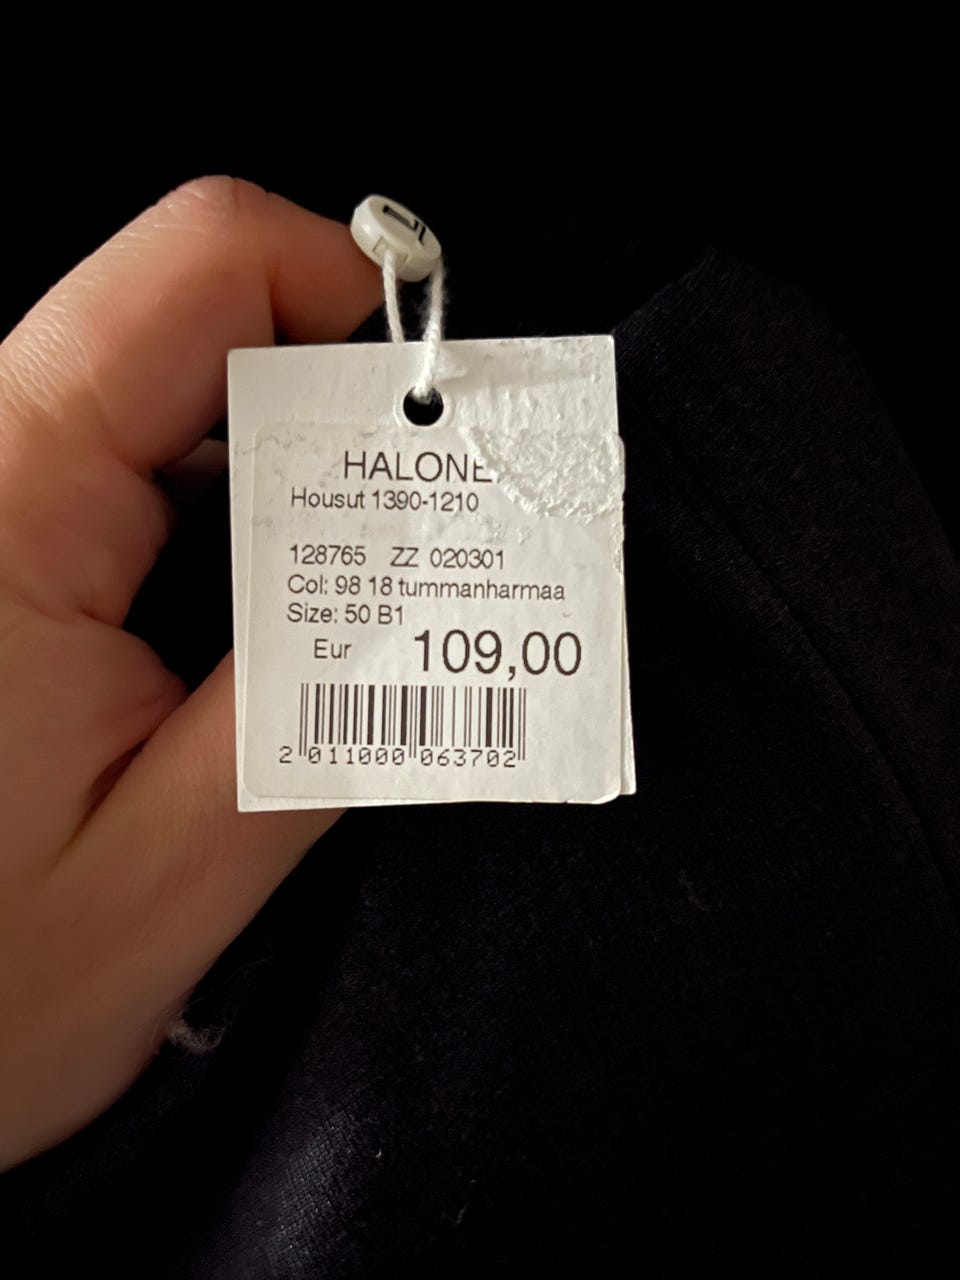 HALONE
Housut 1390-1210
128765 ZZ 020301
Col: 98 18 tummanharmaa
Size: 50 B1
Eur 109,00
2 011000 063702